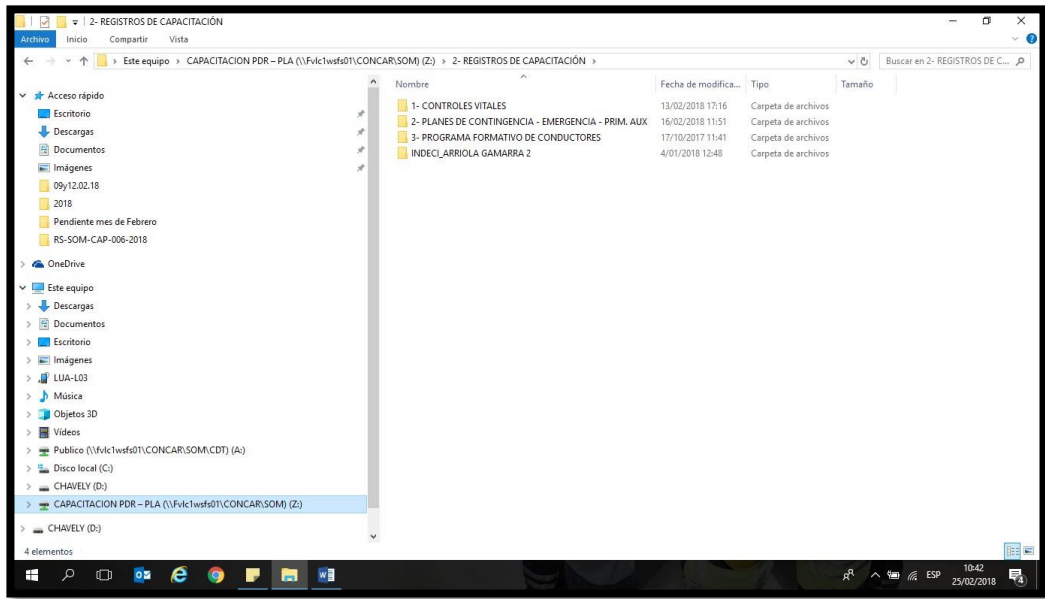 2- REGISTROS DE CAPACITACIÓN
Archivo Inicio Compartir Vista
Este equipo > CAPACITACION PDR – PLA (\\Fvlc1wsfs01\CONCAR\SOM) (Z:) > 2- REGISTROS DE CAPACITACIÓN >
Buscar en 2- REGISTROS DE C...
Nombre Fecha de modifica... Tipo Tamaño
1- CONTROLES VITALES 13/02/2018 17:16 Carpeta de archivos
2- PLANES DE CONTINGENCIA - EMERGENCIA - PRIM. AUX 16/02/2018 11:51 Carpeta de archivos
3- PROGRAMA FORMATIVO DE CONDUCTORES 17/10/2017 11:41 Carpeta de archivos
INDECI_ARRIOLA GAMARRA 2 4/01/2018 12:48 Carpeta de archivos
Acceso rápido
Escritorio
Descargas
Documentos
Imágenes
09y12.02.18
2018
Pendiente mes de Febrero
RS-SOM-CAP-006-2018
OneDrive
Este equipo
Descargas
Documentos
Escritorio
Imágenes
LUA-L03
Música
Objetos 3D
Vídeos
Publico (\\fvlc1wsfs01\CONCAR\SOM\CDT) (A:)
Disco local (C:)
CHAVELY (D:)
CAPACITACION PDR – PLA (\\Fvlc1wsfs01\CONCAR\SOM) (Z:)
CHAVELY (D:)
4 elementos
ESP
10:42
25/02/2018
4